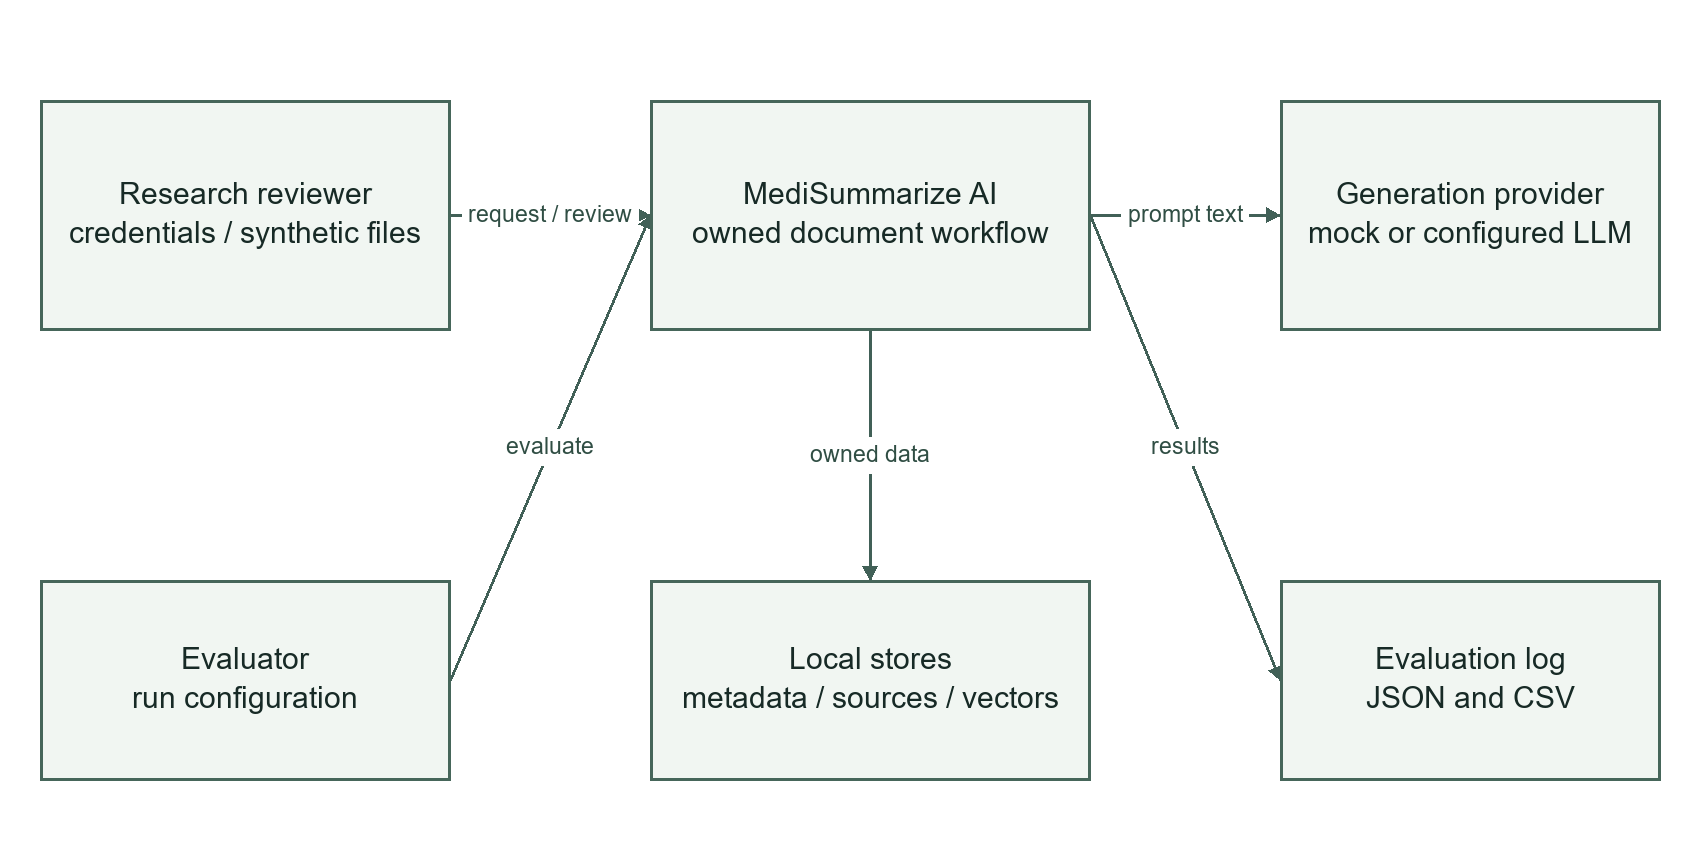 Research reviewer
credentials / synthetic files
request / review
MediSummarize AI
owned document workflow
prompt text
Generation provider
mock or configured LLM
evaluate
owned data
results
Evaluator
run configuration
Local stores
metadata / sources / vectors
Evaluation log
JSON and CSV